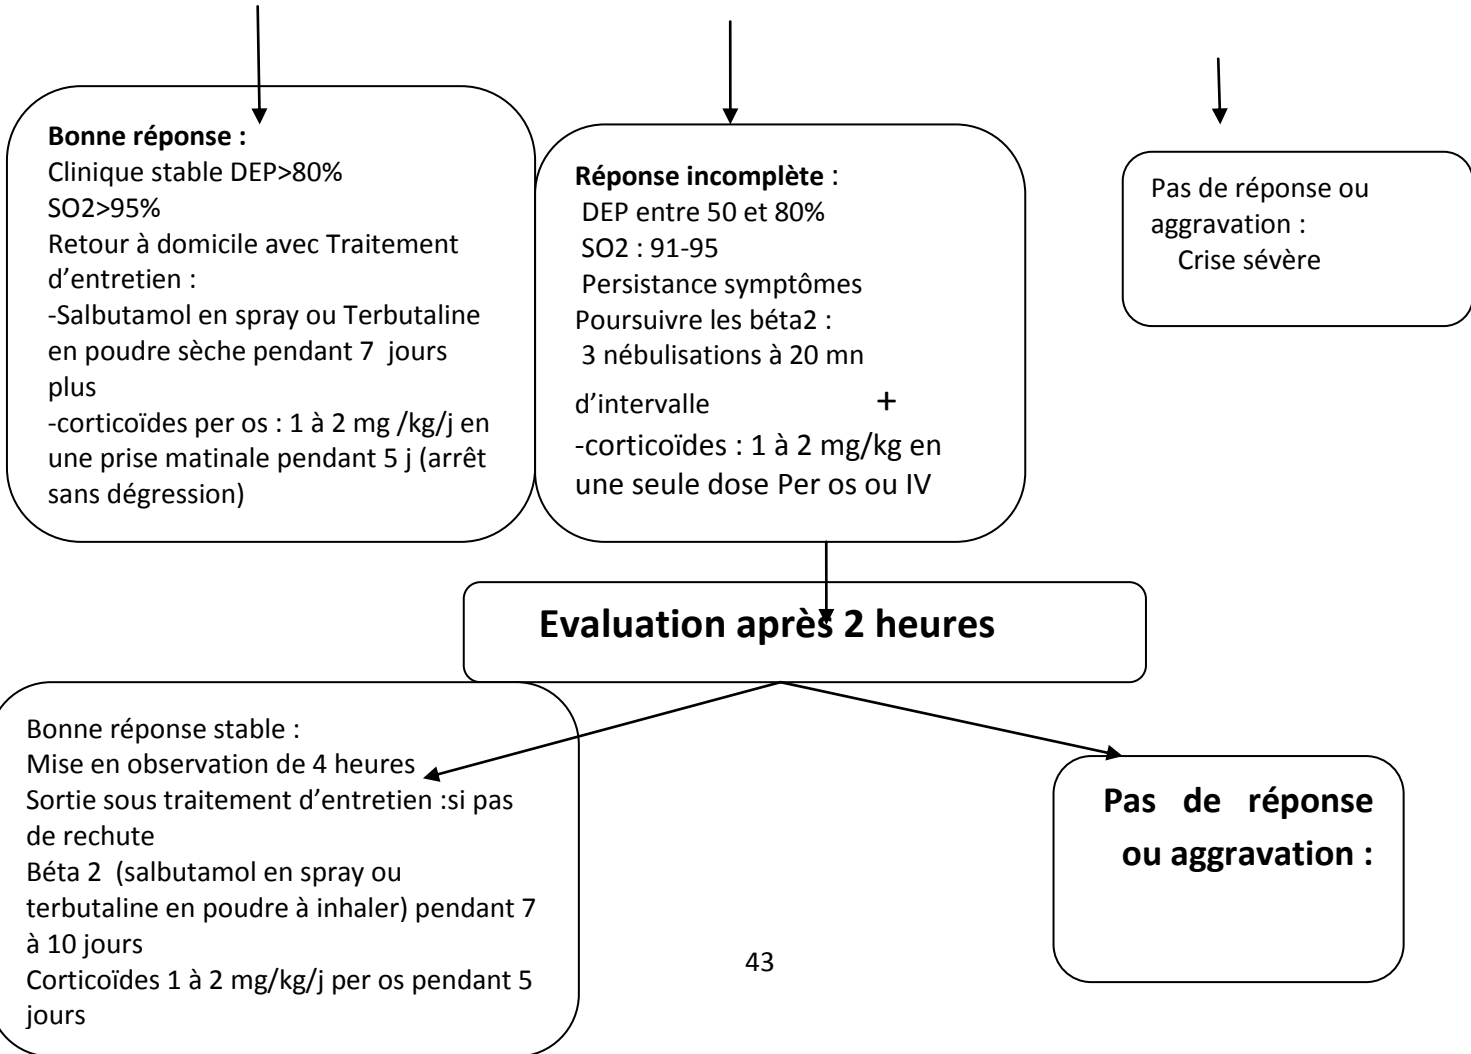 Bonne réponse :
Clinique stable DEP>80%
SO2>95%
Retour à domicile avec Traitement
d’entretien :
-Salbutamol en spray ou Terbutaline
en poudre sèche pendant 7 jours
plus
-corticoïdes per os : 1 à 2 mg /kg/j en
une prise matinale pendant 5 j (arrêt
sans dégression)
Réponse incomplète :
DEP entre 50 et 80%
SO2 : 91-95
Persistance symptômes
Poursuivre les béta2 :
3 nébulisations à 20 mn
d’intervalle +
-corticoïdes : 1 à 2 mg/kg en
une seule dose Per os ou IV
Pas de réponse ou
aggravation :
Crise sévère
Evaluation après 2 heures
Bonne réponse stable :
Mise en observation de 4 heures
Sortie sous traitement d’entretien :si pas
de rechute
Béta 2 (salbutamol en spray ou
terbutaline en poudre à inhaler) pendant 7
à 10 jours
Corticoïdes 1 à 2 mg/kg/j per os pendant 5
jours
Pas de réponse
ou aggravation :
43